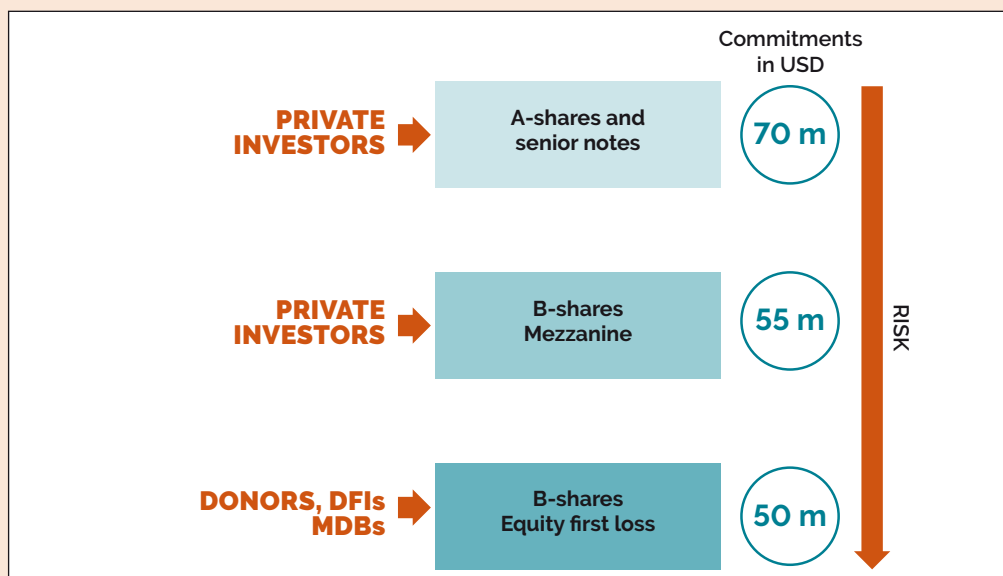 Commitments
in USD
PRIVATE
INVESTORS
A-shares and
senior notes
70 m
PRIVATE
INVESTORS
B-shares
Mezzanine
55 m
RISK
DONORS, DFIs
MDBs
B-shares
Equity first loss
50 m